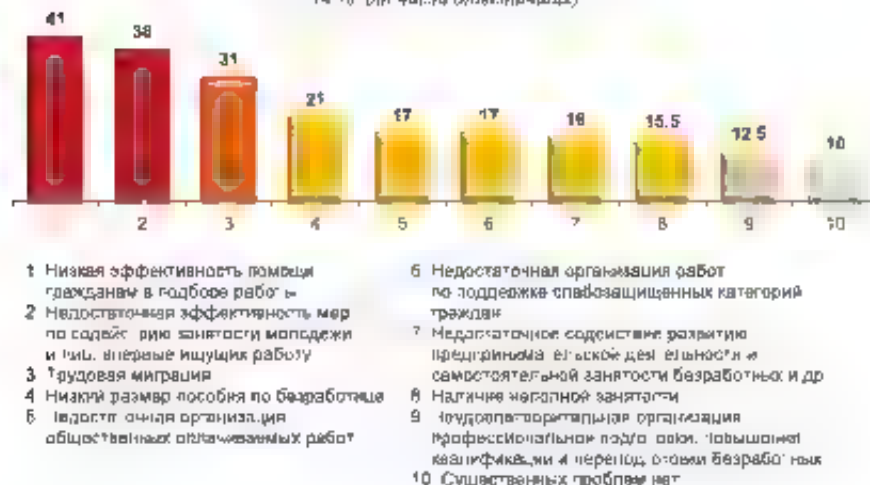 41
38
31
21
17
17
16
15.5
12.5
10
2
3
4
5
6
7
8
9
10
1 Низкая эффективность помощи
гражданам в подборе работы
2 Недостаточная эффективность мер
по содействию занятости молодежи
и лиц, впервые ищущих работу
3 Трудовая миграция
4 Низкий размер пособия по безработице
5 Недостаточная организация
общественных оплачиваемых работ
6 Недостаточная организация работ
по поддержке слабозащищенных категорий
граждан
7 Недостаточное содействие развитию
предпринимательской деятельности и
самостоятельной занятости безработных и др
8 Наличие неполной занятости
9 Неудовлетворительная организация
профессиональной подготовки, повышения
квалификации и переподготовки безработных
10 Существенных проблем нет